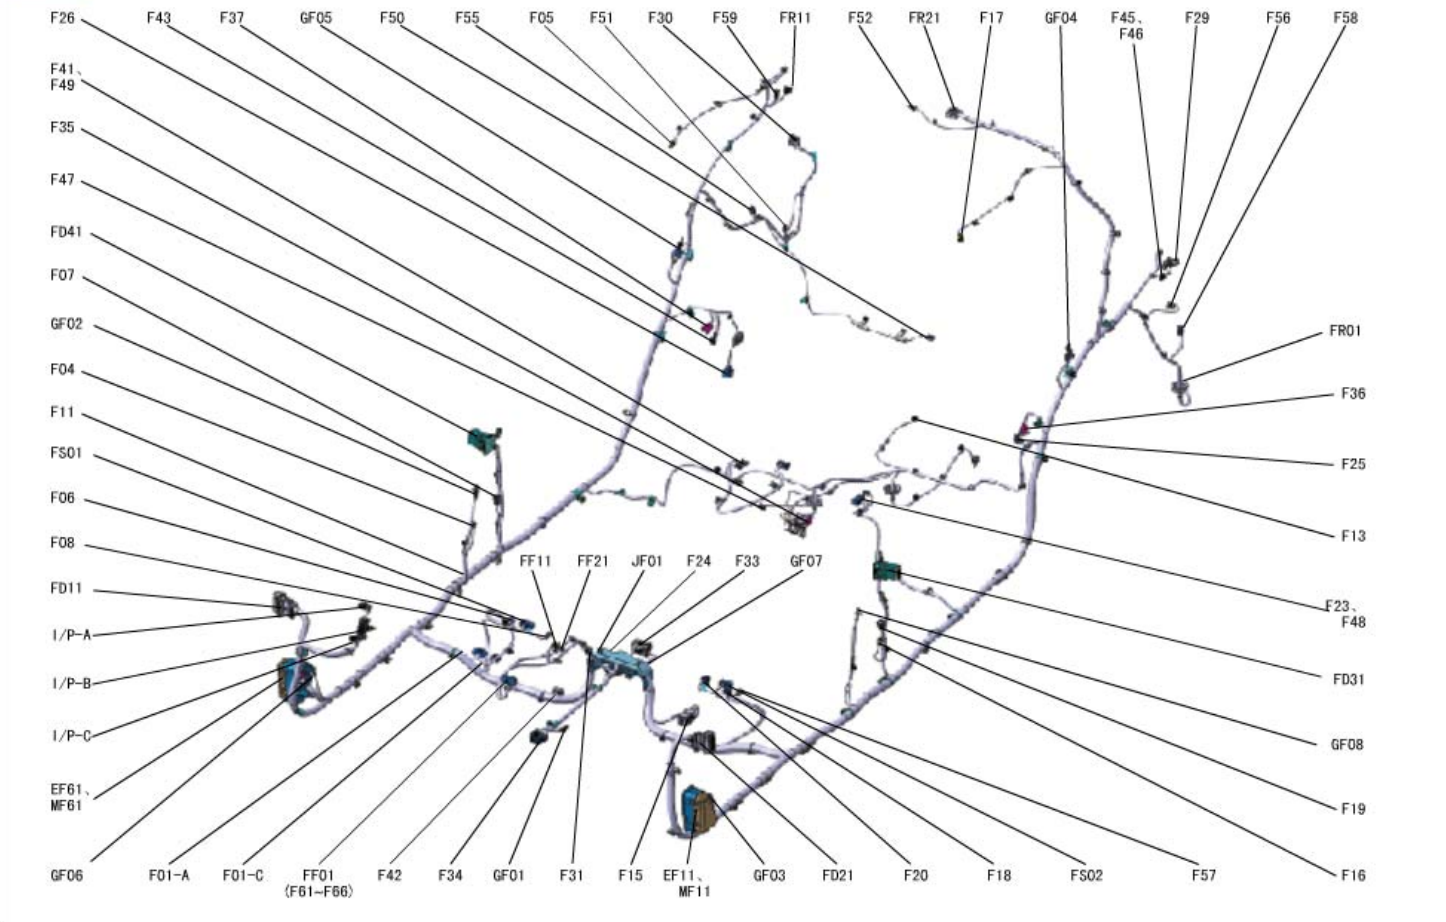 F26 F43 F37 GF05 F50 F55 F05 F51 F30 F59 FR11 F52 FR21 F17 GF04 F45、 F29 F56 F58
F46
F41、
F49
F35
F47
FD41
F07
GF02
FR01
F04
F36
F11
FS01
F25
F06
F13
F08
FF11 FF21 JF01 F24 F33 GF07
FD11
F23、
F48
I/P-A
FD31
I/P-B
I/P-C
GF08
EF61、
MF61
F19
GF06 F01-A F01-C FF01 F42 F34 GF01 F31 F15 EF11、 GF03 FD21 F20 F18 FS02 F57 F16
(F61~F66) MF11